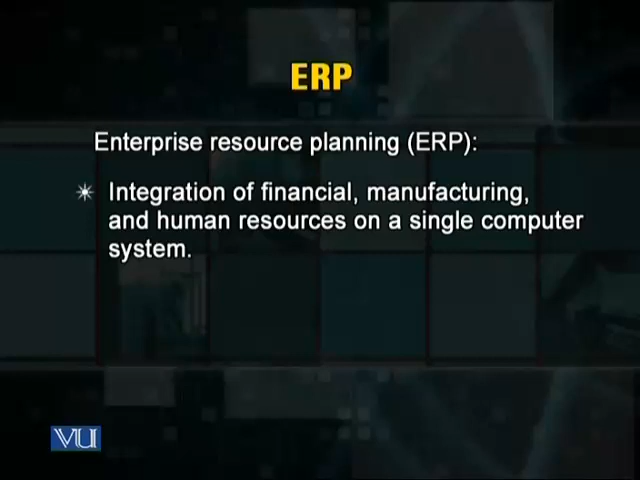 ERP
Enterprise resource planning (ERP):
Integration of financial, manufacturing,
and human resources on a single computer
system.
VU